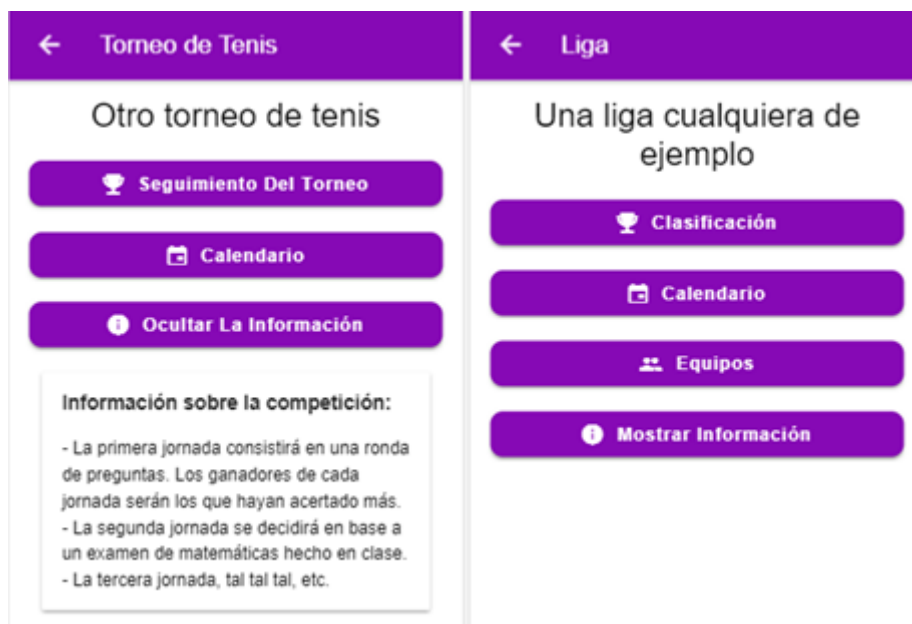 Torneo de Tenis
Otro torneo de tenis
Seguimiento Del Torneo
Calendario
Ocultar La Información
Información sobre la competición:
- La primera jornada consistirá en una ronda
de preguntas. Los ganadores de cada
jornada serán los que hayan acertado más.
- La segunda jornada se decidirá en base a
un examen de matemáticas hecho en clase.
- La tercera jornada, tal tal tal, etc.
Liga
Una liga cualquiera de
ejemplo
Clasificación
Calendario
Equipos
Mostrar Información